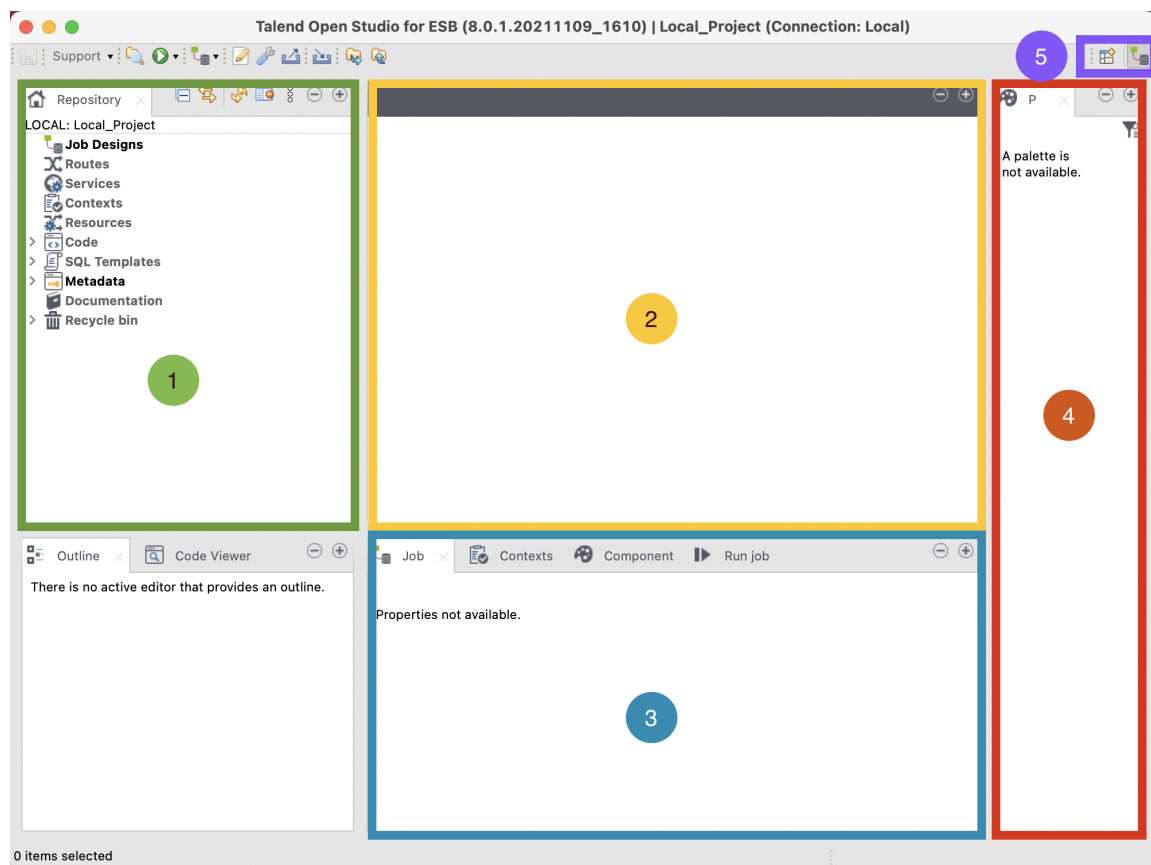 Talend Open Studio for ESB (8.0.1.20211109_1610) | Local_Project (Connection: Local)
Support
5
Repository
LOCAL: Local_Project
Job Designs
Routes
Services
Contexts
Resources
Code
SQL Templates
Metadata
Documentation
Recycle bin
1
2
P
A palette is
not available.
4
Outline
Code Viewer
There is no active editor that provides an outline.
Job
Contexts
Component
Run job
Properties not available.
3
0 items selected